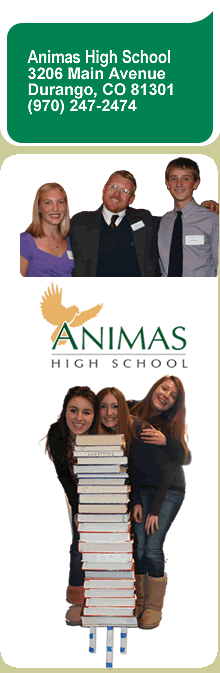 Animas High School
3206 Main Avenue
Durango, CO 81301
(970) 247-2474
ANIMAS
HIGH SCHOOL